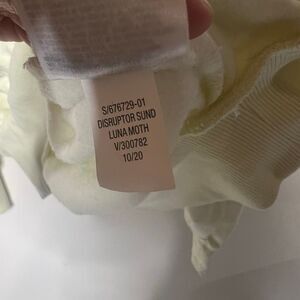 S/676729-01
DISRUPTOR SUND
LUNA MOTH
V/300782
10/20